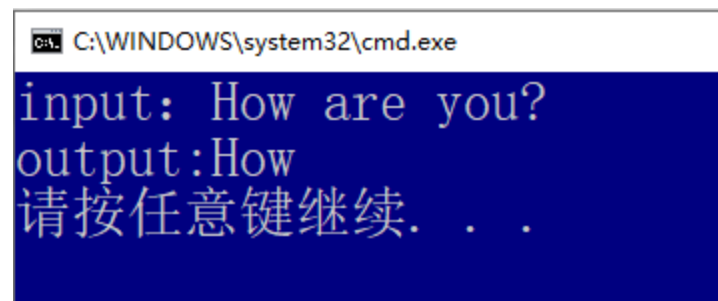 C:\WINDOWS\system32\cmd.exe
input：How are you?
output:How
请按任意键继续. . .